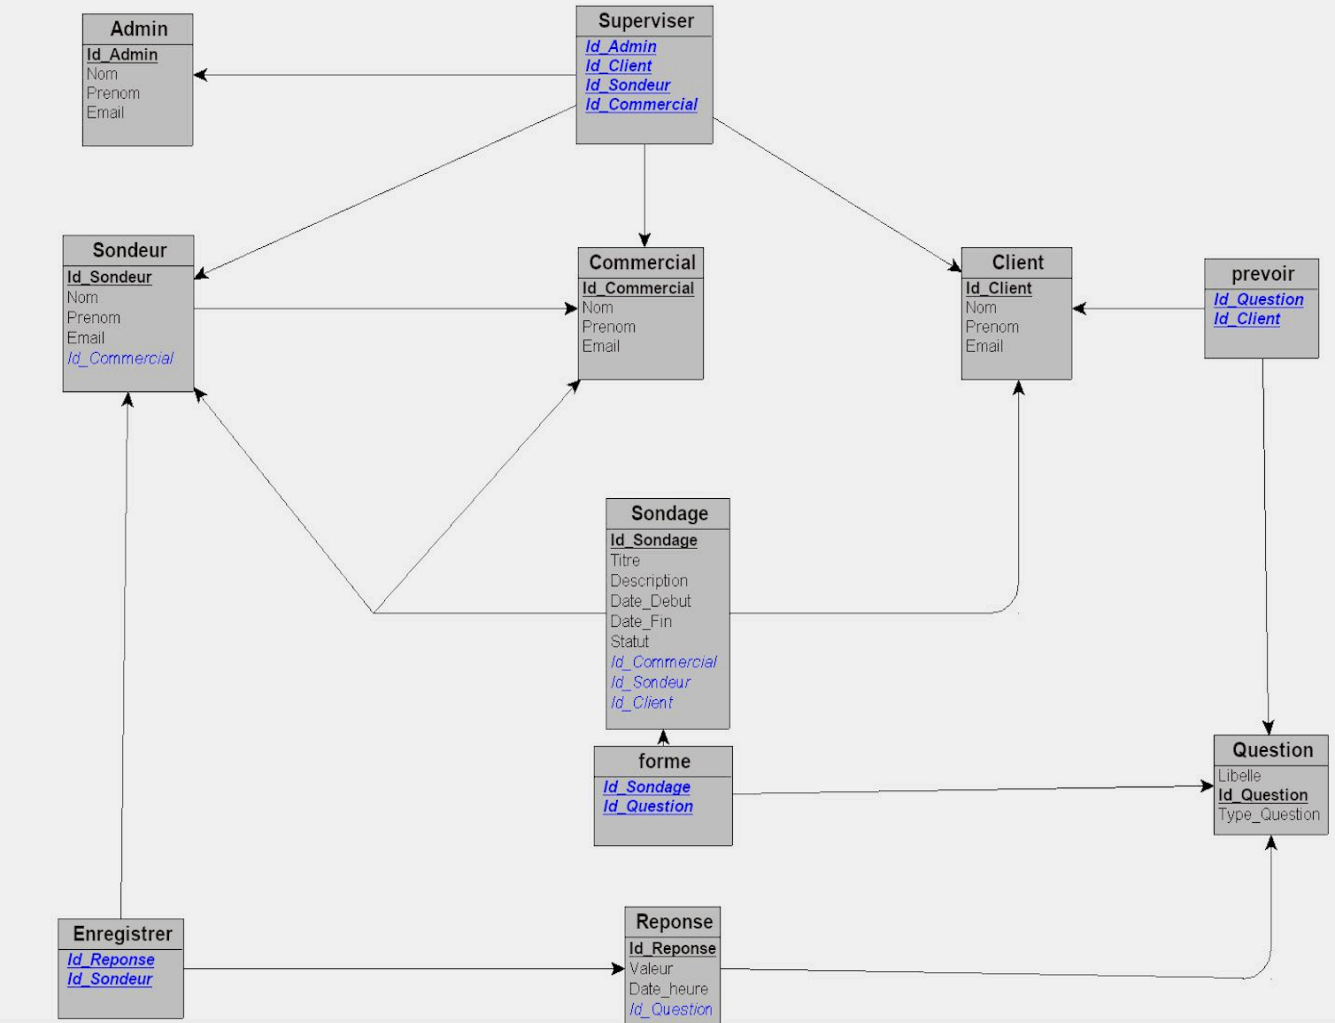 Admin
Id_Admin
Nom
Prenom
Email
Superviser
Id_Admin
Id_Client
Id_Sondeur
Id_Commercial
Sondeur
Id_Sondeur
Nom
Prenom
Email
Id_Commercial
Commercial
Id_Commercial
Nom
Prenom
Email
Client
Id_Client
Nom
Prenom
Email
prevoir
Id_Question
Id_Client
Sondage
Id_Sondage
Titre
Description
Date_Debut
Date_Fin
Statut
Id_Commercial
Id_Sondeur
Id_Client
forme
Id_Sondage
Id_Question
Question
Libelle
Id_Question
Type_Question
Enregistrer
Id_Reponse
Id_Sondeur
Reponse
Id_Reponse
Valeur
Date_heure
Id_Question